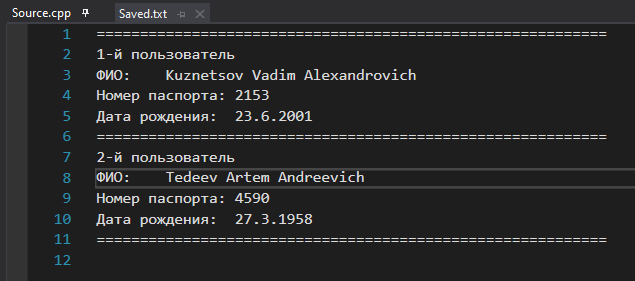 Source.cpp Saved.txt
1 ===========================================================
2 1-й пользователь
3 ФИО: Kuznetsov Vadim Alexandrovich
4 Номер паспорта: 2153
5 Дата рождения: 23.6.2001
6 ===========================================================
7 2-й пользователь
8 ФИО: Tedeev Artem Andreevich
9 Номер паспорта: 4590
10 Дата рождения: 27.3.1958
11 ===========================================================
12